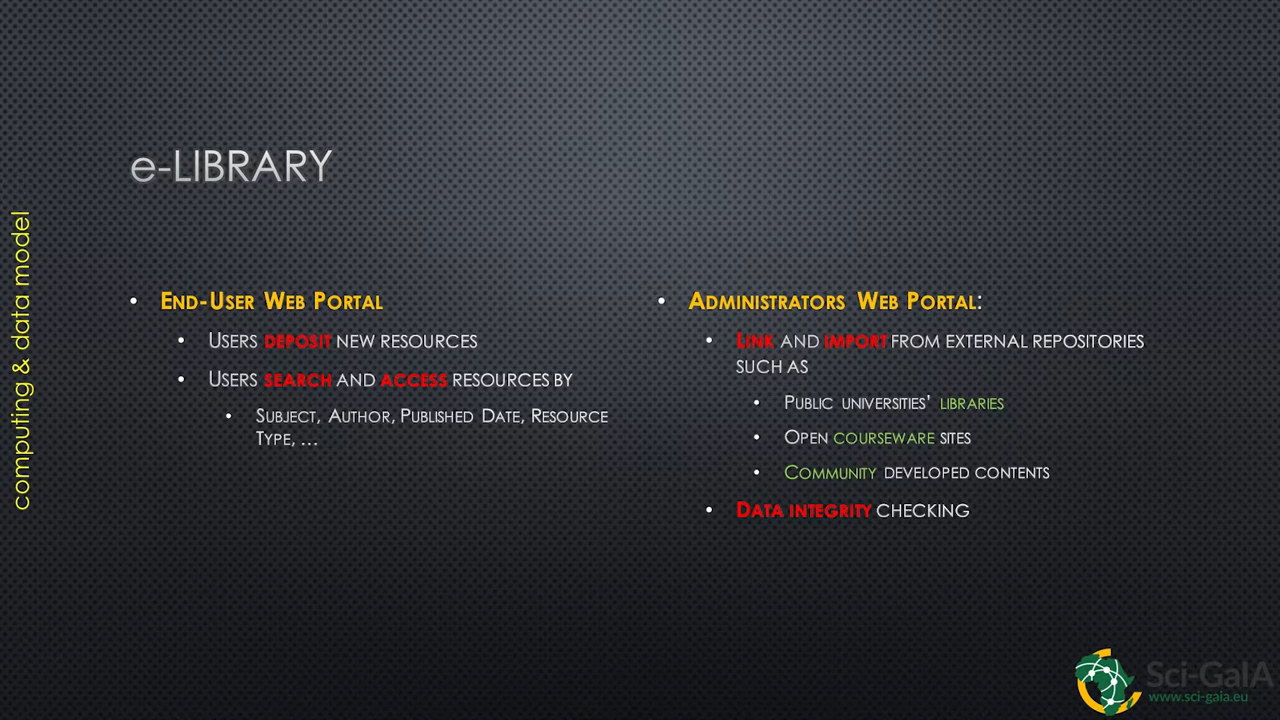 e-LIBRARY
computing & data model
• END-USER WEB PORTAL
• USERS DEPOSIT NEW RESOURCES
• USERS SEARCH AND ACCESS RESOURCES BY
• SUBJECT, AUTHOR, PUBLISHED DATE, RESOURCE
TYPE, ...
• ADMINISTRATORS WEB PORTAL:
• LINK AND IMPORT FROM EXTERNAL REPOSITORIES
SUCH AS
• PUBLIC UNIVERSITIES' LIBRARIES
• OPEN COURSEWARE SITES
• COMMUNITY DEVELOPED CONTENTS
• DATA INTEGRITY CHECKING
Sci-GaIA
www.sci-gaia.eu